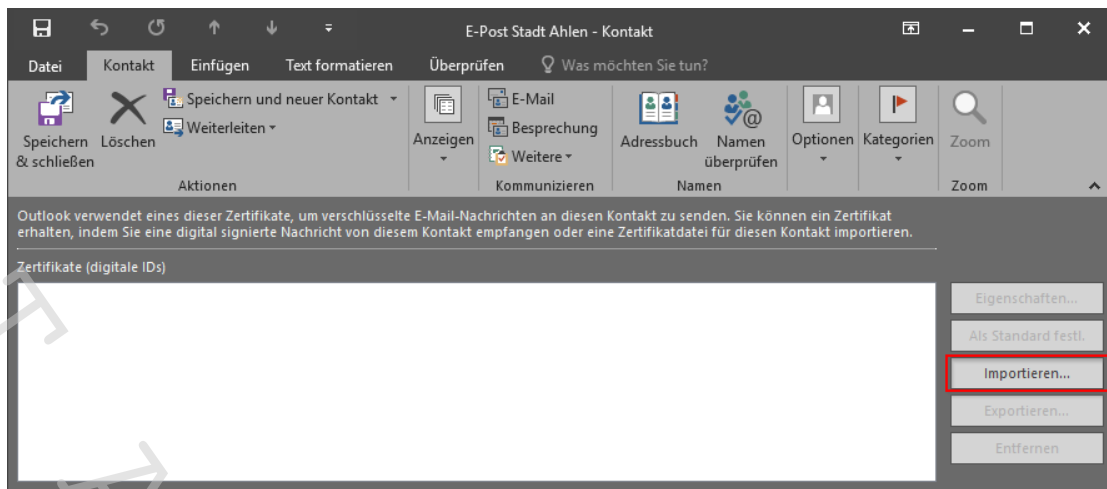 E-Post Stadt Ahlen - Kontakt
Datei Kontakt Einfügen Text formatieren Überprüfen Was möchten Sie tun?
Speichern & schließen
Löschen
Speichern und neuer Kontakt
Weiterleiten
Aktionen
Anzeigen
E-Mail
Besprechung
Weitere
Kommunizieren
Adressbuch
Namen überprüfen
Namen
Optionen
Kategorien
Zoom
Zoom
Outlook verwendet eines dieser Zertifikate, um verschlüsselte E-Mail-Nachrichten an diesen Kontakt zu senden. Sie können ein Zertifikat
erhalten, indem Sie eine digital signierte Nachricht von diesem Kontakt empfangen oder eine Zertifikatdatei für diesen Kontakt importieren.
Zertifikate (digitale IDs)
Eigenschaften...
Als Standard festl.
Importieren...
Exportieren...
Entfernen
T
A